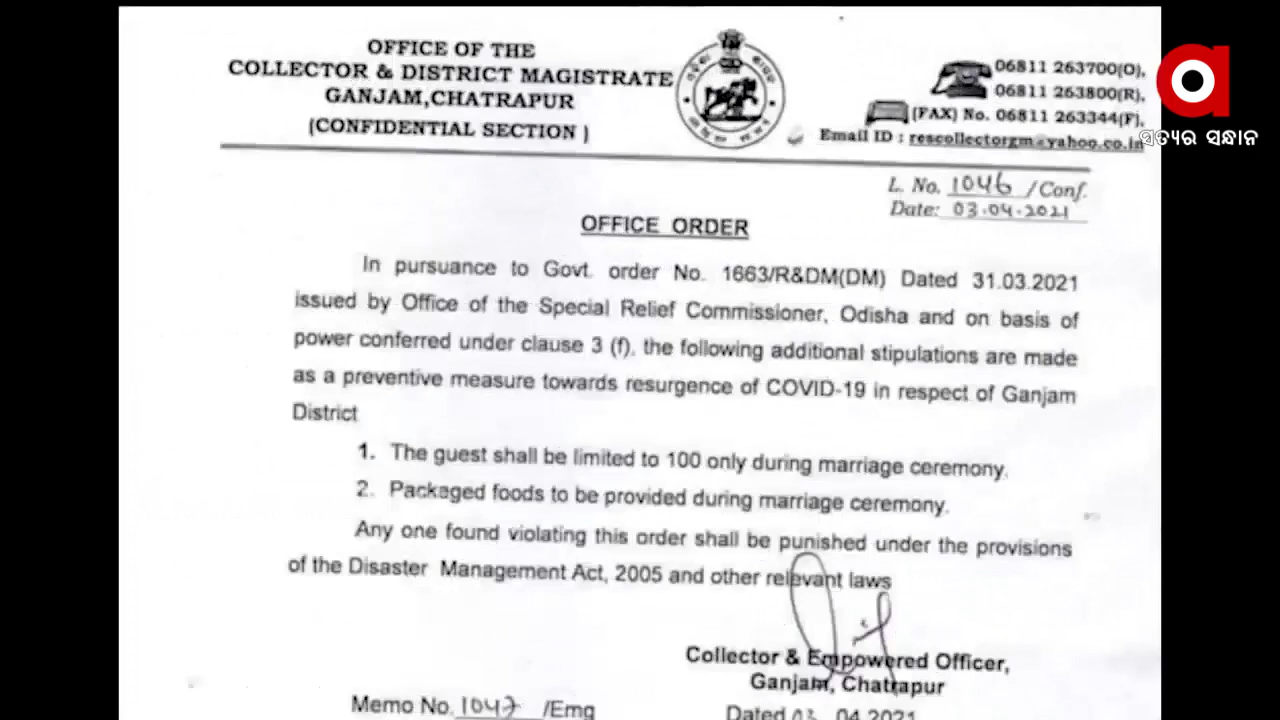 OFFICE OF THE
COLLECTOR & DISTRICT MAGISTRATE
GANJAM,CHATRAPUR
(CONFIDENTIAL SECTION )
06811 263700(O),
06811 263800(R),
(FAX) No. 06811 263344(F),
Email ID : rescollectorgm@yahoo.co.in
ସତ୍ୟର ସନ୍ଧାନ
L. No. 1046 /Conf.
Date: 03.04.2021
OFFICE ORDER
In pursuance to Govt. order No. 1663/R&DM(DM) Dated 31.03.2021
issued by Office of the Special Relief Commissioner, Odisha and on basis of
power conferred under clause 3 (f), the following additional stipulations are made
as a preventive measure towards resurgence of COVID-19 in respect of Ganjam
District
1. The guest shall be limited to 100 only during marriage ceremony.
2. Packaged foods to be provided during marriage ceremony.
Any one found violating this order shall be punished under the provisions
of the Disaster Management Act, 2005 and other relevant laws
Collector & Empowered Officer,
Ganjam, Chatrapur
Memo No. 1047 /Emg
Dated 03.04.2021